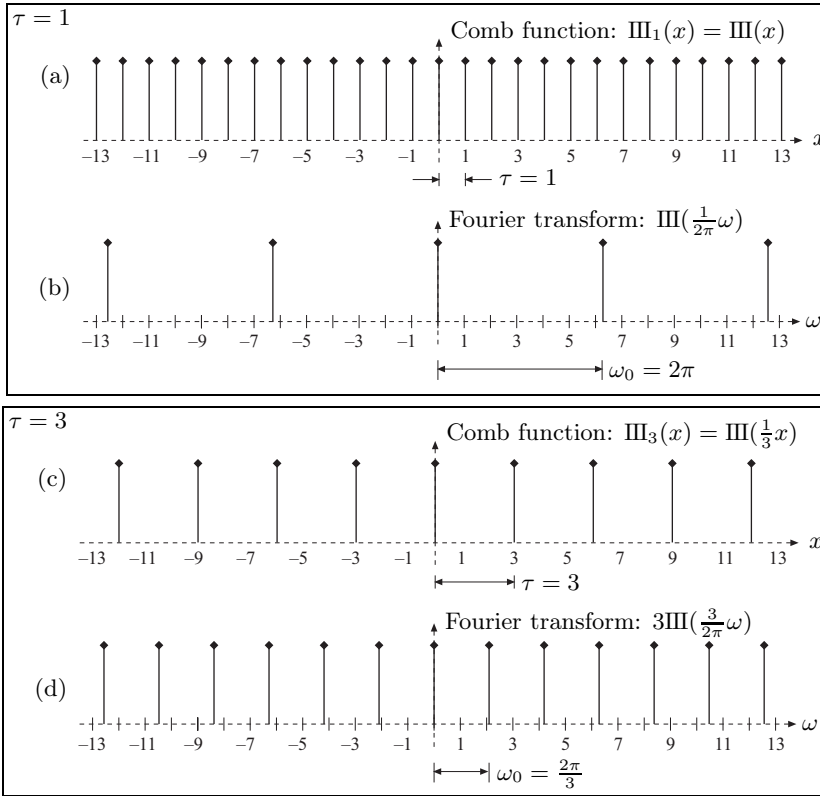 τ = 1
Comb function: Ш₁(x) = Ш(x)
(a)
–13 –11 –9 –7 –5 –3 –1 1 3 5 7 9 11 13 x
τ = 1
Fourier transform: Ш(1/2π ω)
(b)
–13 –11 –9 –7 –5 –3 –1 1 3 5 7 9 11 13 ω
ω₀ = 2π
τ = 3
Comb function: Ш₃(x) = Ш(1/3 x)
(c)
–13 –11 –9 –7 –5 –3 –1 1 3 5 7 9 11 13 x
τ = 3
Fourier transform: 3Ш(3/2π ω)
(d)
–13 –11 –9 –7 –5 –3 –1 1 3 5 7 9 11 13 ω
ω₀ = 2π/3